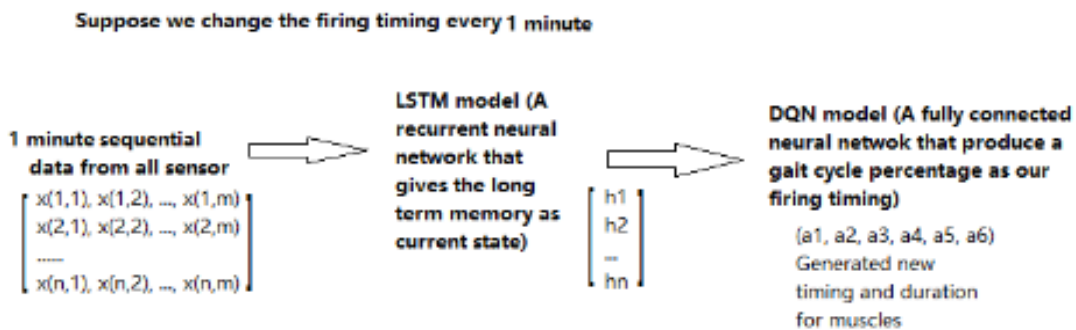 Suppose we change the firing timing every 1 minute
1 minute sequential
data from all sensor
x(1,1), x(1,2), ..., x(1,m)
x(2,1), x(2,2), ..., x(2,m)
......
x(n,1), x(n,2), ..., x(n,m)
LSTM model (A
recurrent neural
network that
gives the long
term memory as
current state)
h1
h2
...
hn
DQN model (A fully connected
neural netwok that produce a
gait cycle percentage as our
firing timing)
(a1, a2, a3, a4, a5, a6)
Generated new
timing and duration
for muscles